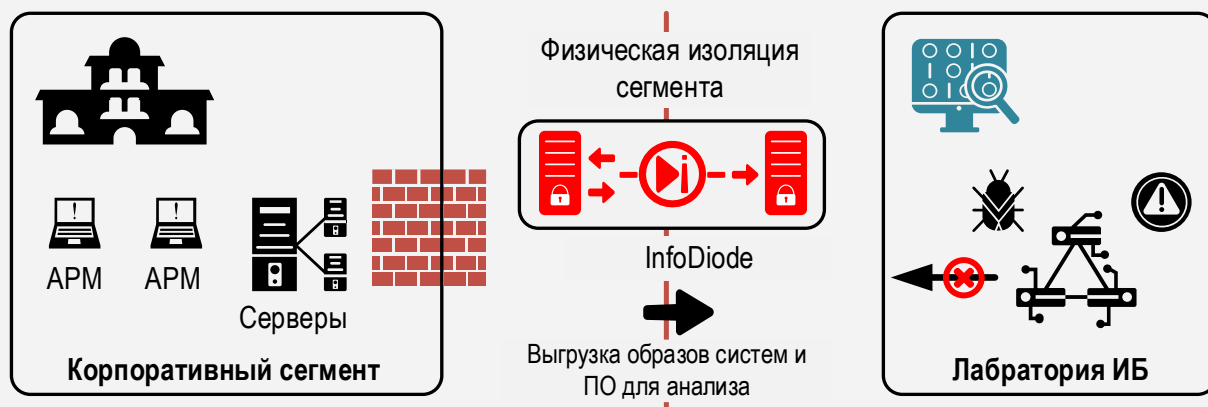 Физическая изоляция
сегмента
InfoDiode
АРМ
АРМ
Серверы
Выгрузка образов систем и
ПО для анализа
Корпоративный сегмент
Лабратория ИБ